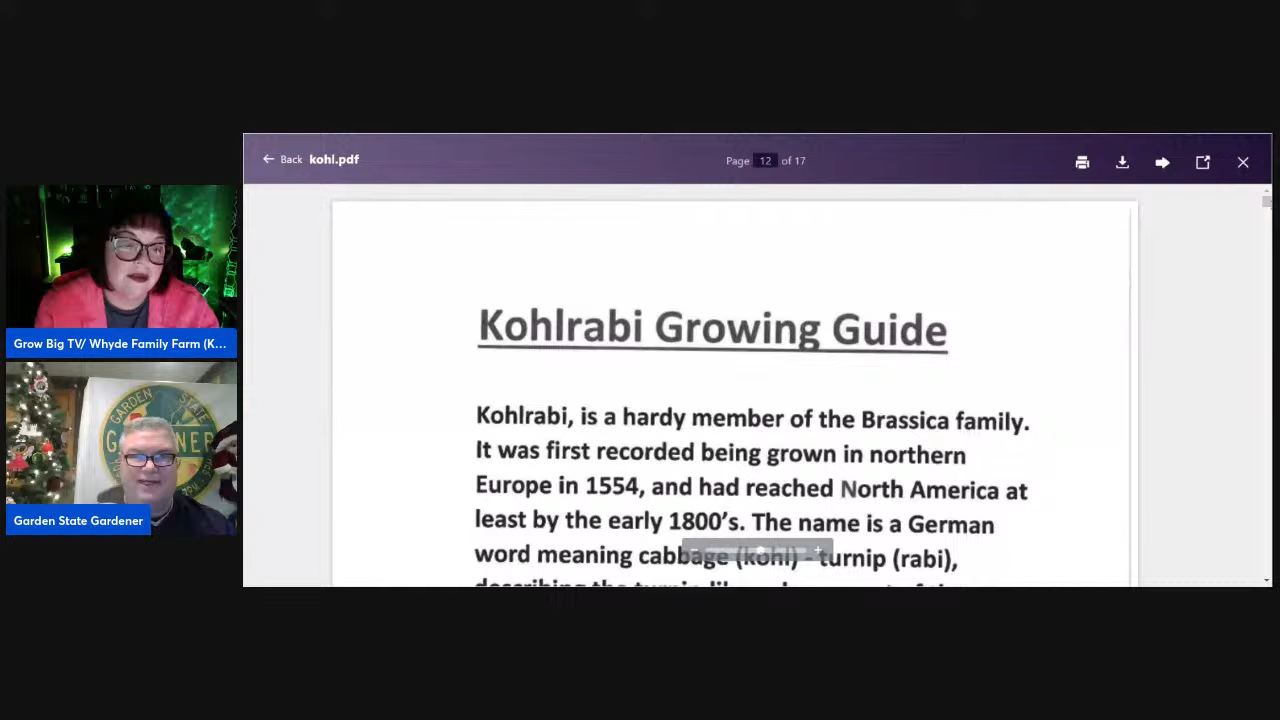 Back kohl.pdf
Page 12 of 17
Kohlrabi Growing Guide
Kohlrabi, is a hardy member of the Brassica family.
It was first recorded being grown in northern
Europe in 1554, and had reached North America at
least by the early 1800's. The name is a German
word meaning cabbage (kohl) - turnip (rabi),
Grow Big TV/ Whyde Family Farm (K...
GARDEN STATE
Garden State Gardener